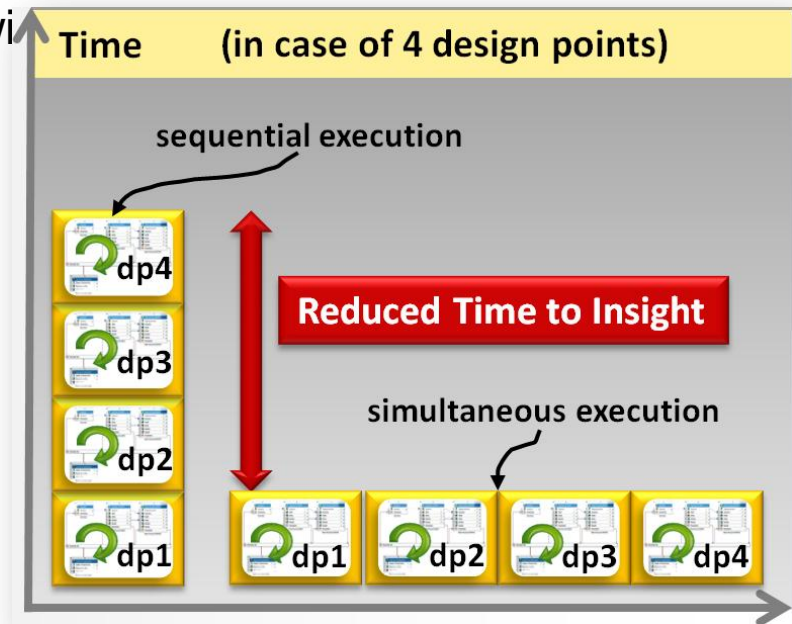 Time (in case of 4 design points)
sequential execution
dp4
dp3
Reduced Time to Insight
simultaneous execution
dp2
dp1
dp1 dp2 dp3 dp4